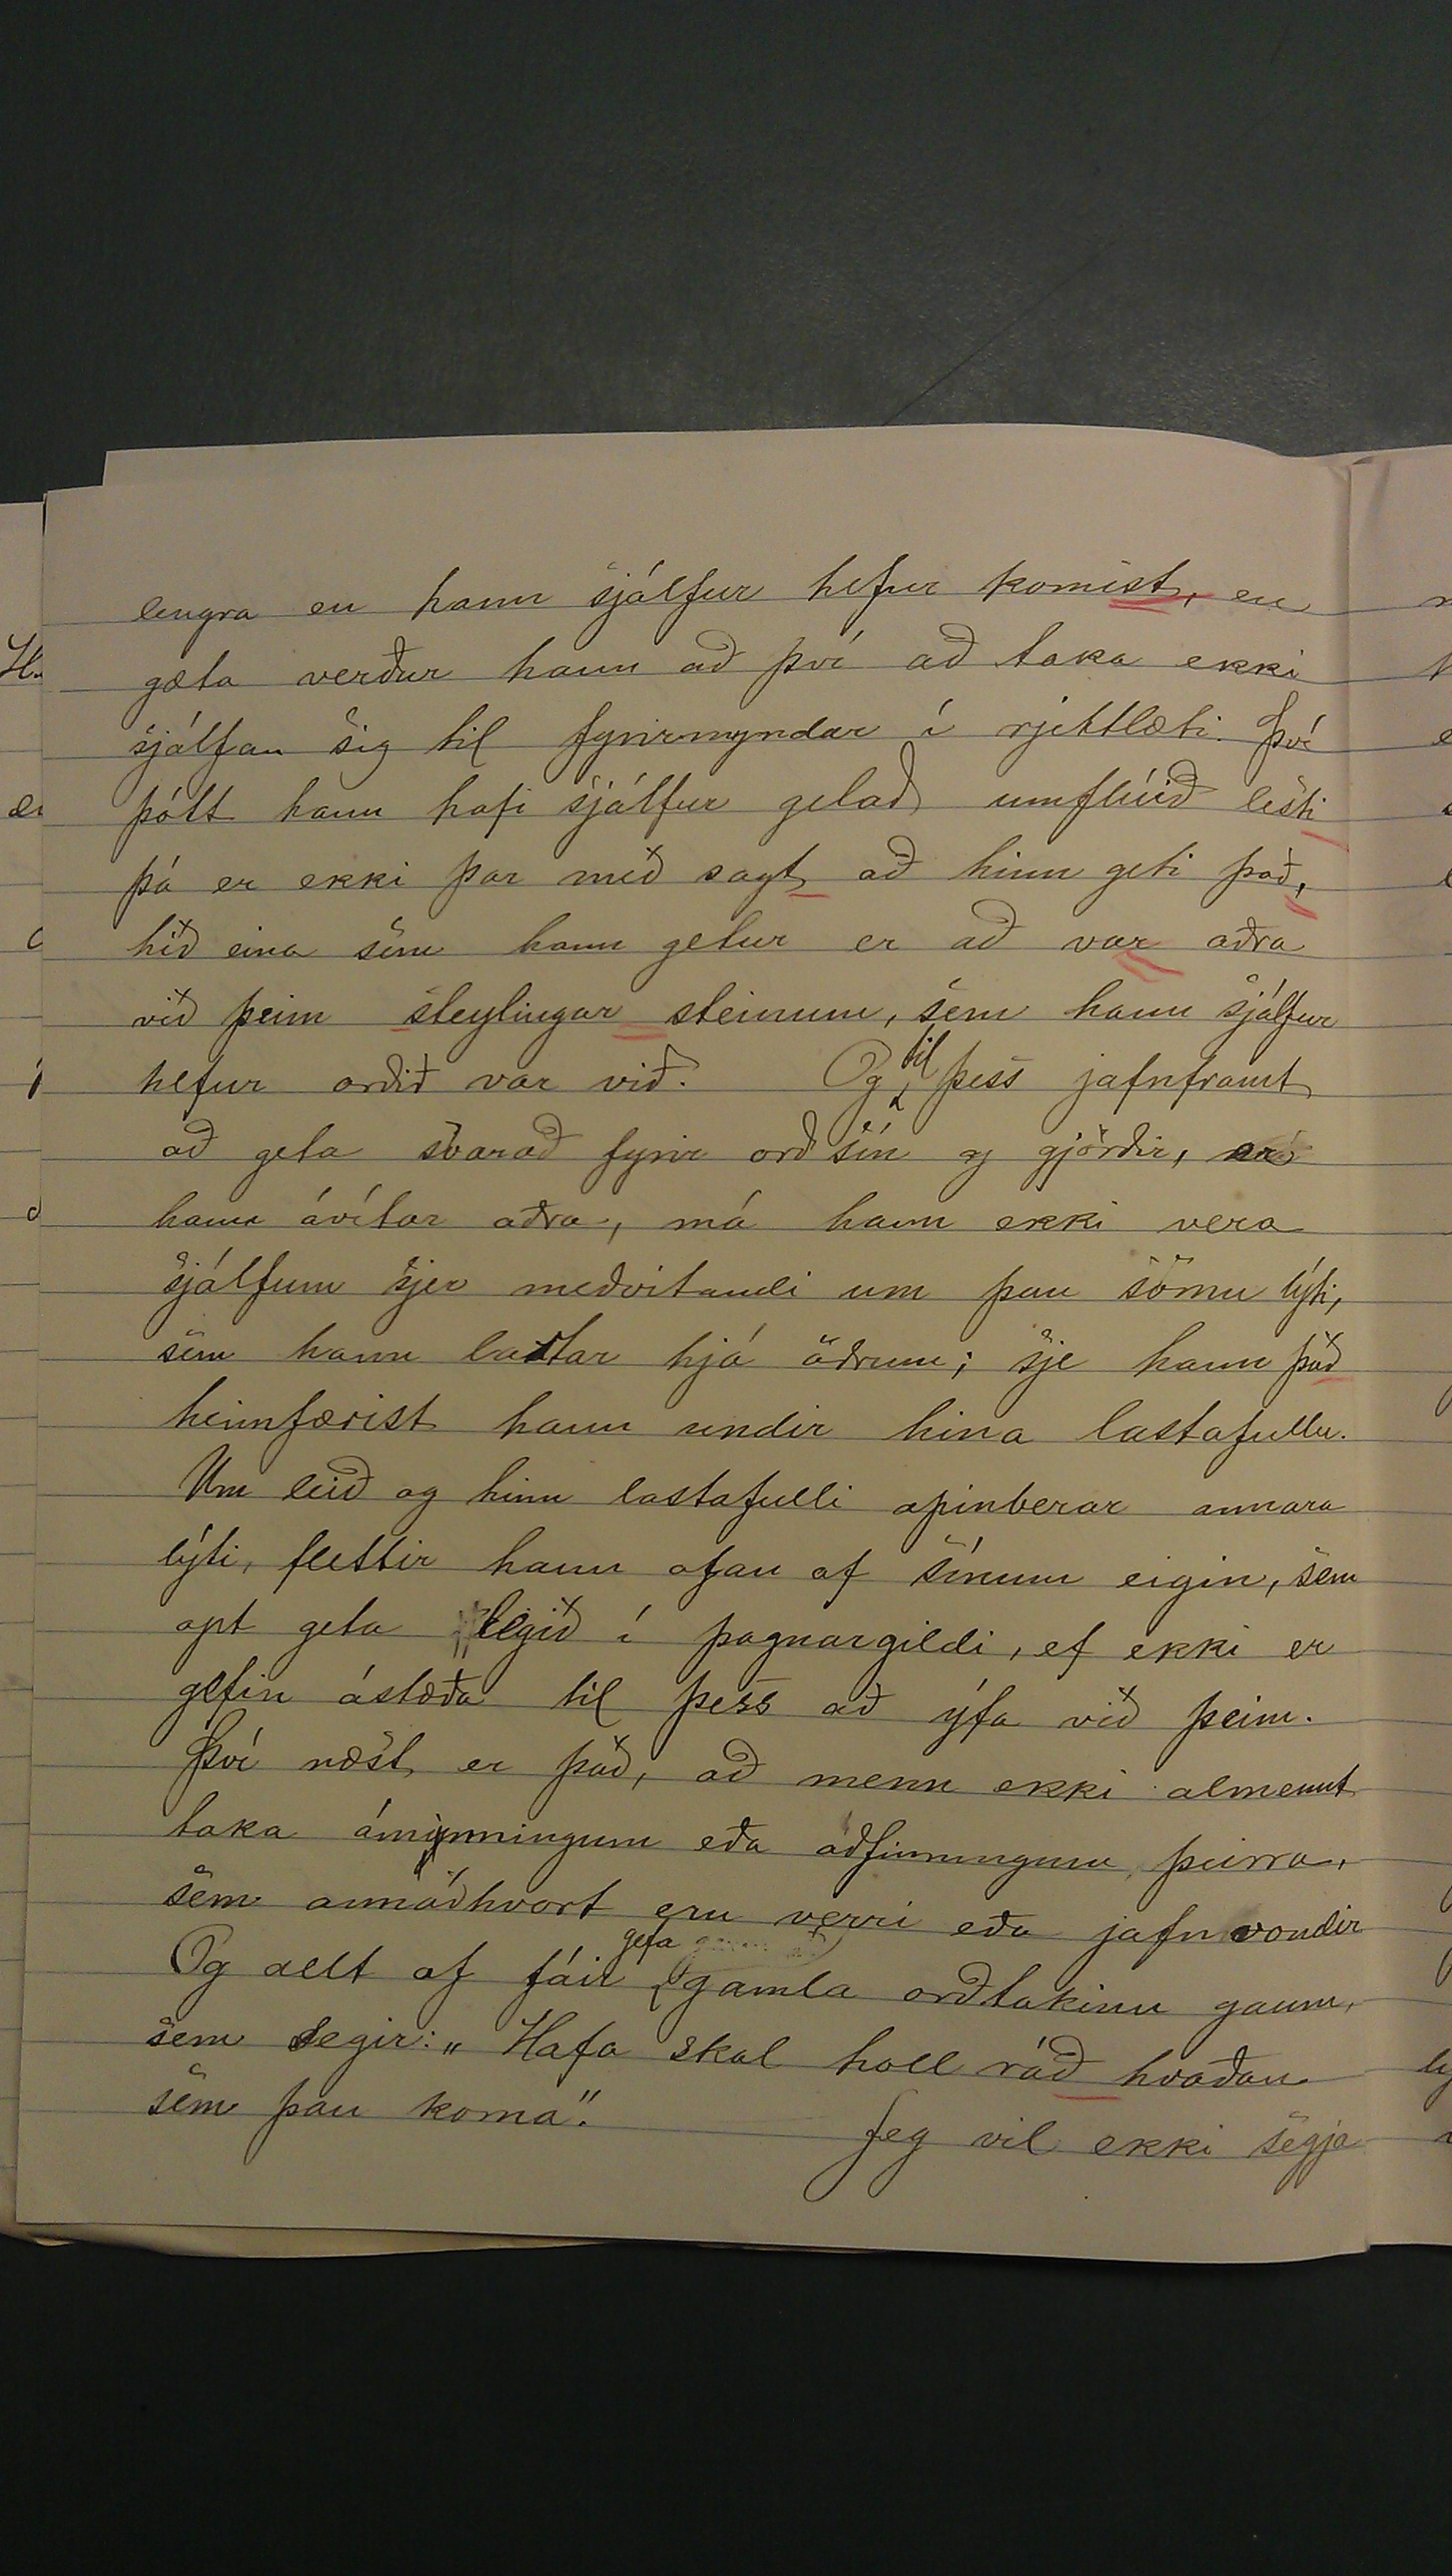 lengra en hann sjálfur hefur komist, en
gæta verður hann að því að taka ekki
sjálfan sig til fyrirmyndar í rjettlæti. Því
þótt hann hafi sjálfur getað umflúið lesti
þá er ekki þar með sagt að hinn geti það,
hið eina sem hann getur er að var aðra
við þeim steylingar steinum, sem hann sjálfur
hefur orðið var við. Og til þess jafnframt
að geta svarað fyrir orð sín og gjörðir, er
hann ávítar aðra, má hann ekki vera
sjálfum sjer meðvitandi um þau sömu lýti,
sem hann lastar hjá öðrum; sje hann það
heimfærist hann undir hina lastafullu.
Um leið og hinn lastafulli opinberar annara
lýti, flettir hann ofan af sínum eigin, sem
opt geta legið í þagnargildi, ef ekki er
gefin ástæða til þess að ýfa við þeim.
Því næst er það, að menn ekki almennt
taka áminningum eða aðfinningum þeirra,
sem annaðhvort eru verri eða jafn vondir
Og allt of fáir gefa gamla orðtakinu gaum,
sem segir: „Hafa skal holl ráð hvaðan
sem þau koma“.
Jeg vil ekki segja